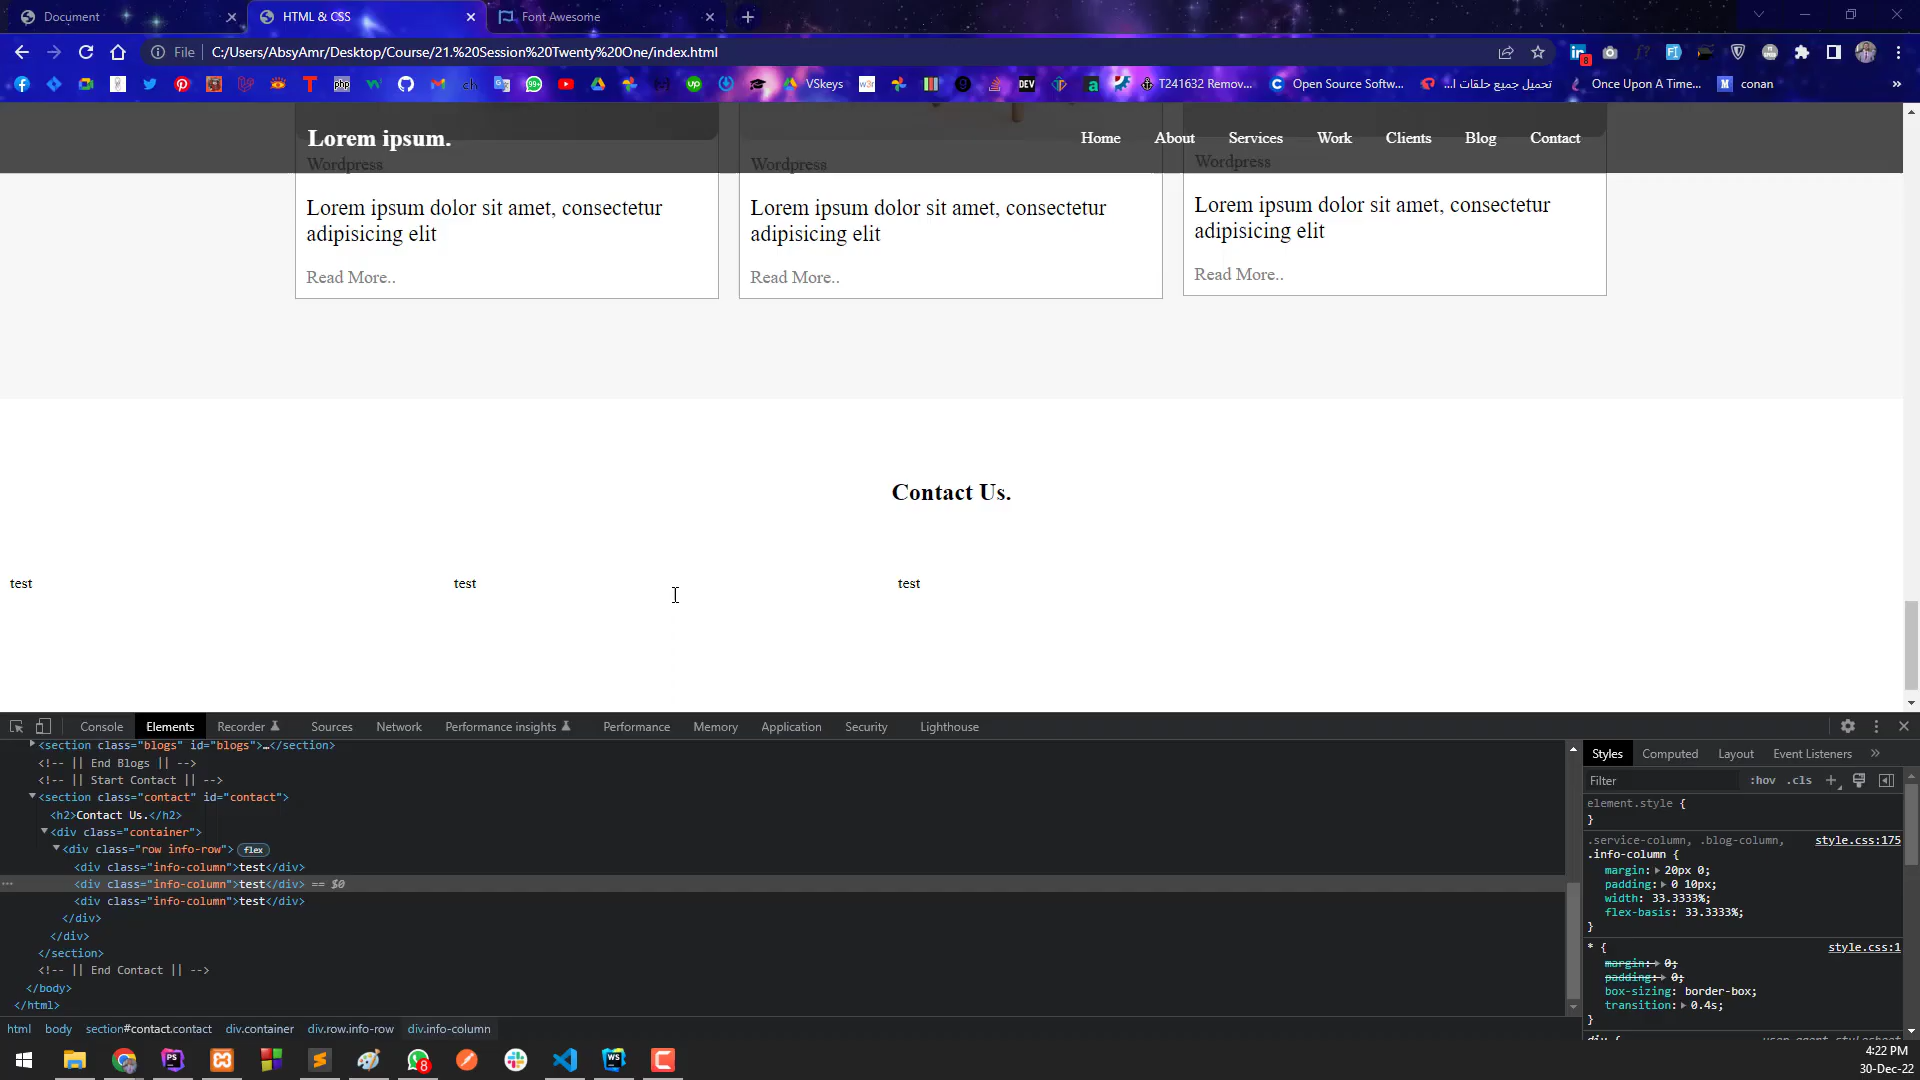 Document
HTML & CSS
Font Awesome
File
C:/Users/AbsyAmr/Desktop/Course/21.%20Session%20Twenty%20One/index.html
8
VSkeys
DEV
T241632 Remov...
Open Source Softw...
تحميل جميع حلقات ا...
Once Upon A Time...
conan
Lorem ipsum.
Home
About
Services
Work
Clients
Blog
Contact
Wordpress
Wordpress
Wordpress
Lorem ipsum dolor sit amet, consectetur
adipisicing elit
Read More..
Lorem ipsum dolor sit amet, consectetur
adipisicing elit
Read More..
Lorem ipsum dolor sit amet, consectetur
adipisicing elit
Read More..
Contact Us.
test
test
test
Console
Elements
Recorder
Sources
Network
Performance insights
Performance
Memory
Application
Security
Lighthouse
<section class="blogs" id="blogs">…</section>
<!-- || End Blogs || -->
<!-- || Start Contact || -->
<section class="contact" id="contact">
<h2>Contact Us.</h2>
<div class="container">
<div class="row info-row"> flex
<div class="info-column">test</div>
<div class="info-column">test</div> == $0
<div class="info-column">test</div>
</div>
</div>
</section>
<!-- || End Contact || -->
</body>
</html>
html
body
section#contact.contact
div.container
div.row.info-row
div.info-column
Styles
Computed
Layout
Event Listeners
Filter
:hov
.cls
element.style {
}
.service-column, .blog-column,
style.css:175
.info-column {
margin: 20px 0;
padding: 0 10px;
width: 33.3333%;
flex-basis: 33.3333%;
}
* {
style.css:1
margin: 0;
padding: 0;
box-sizing: border-box;
transition: 0.4s;
}
4:22 PM
30-Dec-22